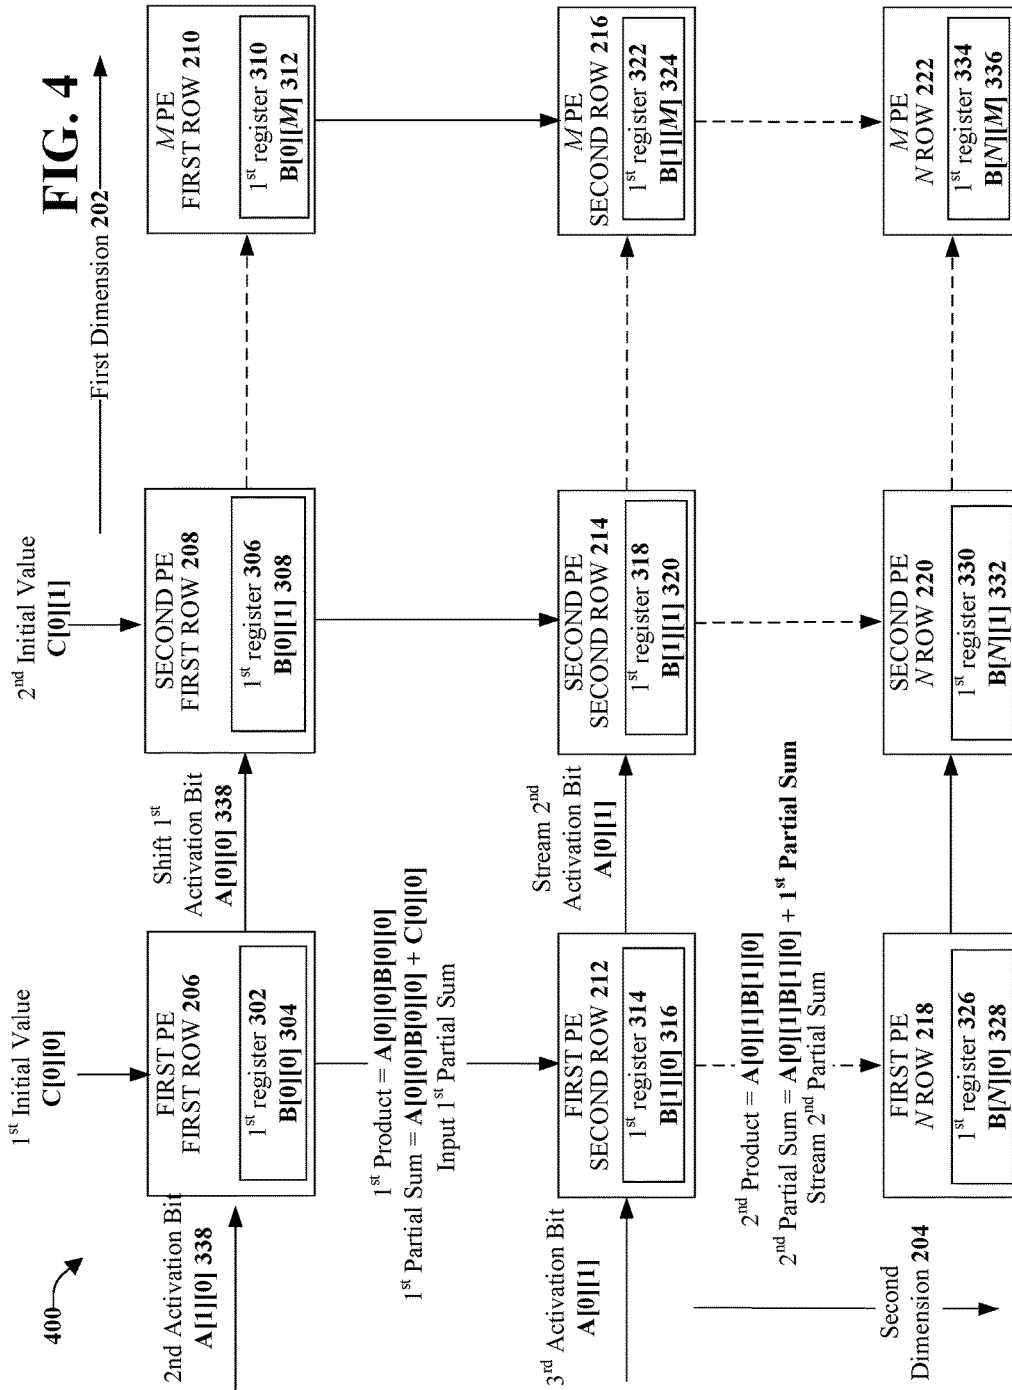 FIG. 4
400
First Dimension 202
1st Initial Value
C[0][0]
2nd Initial Value
C[0][1]
2nd Activation Bit
A[1][0] 338
FIRST PE
FIRST ROW 206
1st register 302
B[0][0] 304
Shift 1st
Activation Bit
A[0][0] 338
SECOND PE
FIRST ROW 208
1st register 306
B[0][1] 308
M PE
FIRST ROW 210
1st register 310
B[0][M] 312
1st Product = A[0][0]B[0][0]
1st Partial Sum = A[0][0]B[0][0] + C[0][0]
Input 1st Partial Sum
3rd Activation Bit
A[0][1]
FIRST PE
SECOND ROW 212
1st register 314
B[1][0] 316
Stream 2nd
Activation Bit
A[0][1]
SECOND PE
SECOND ROW 214
1st register 318
B[1][1] 320
M PE
SECOND ROW 216
1st register 322
B[1][M] 324
2nd Product = A[0][1]B[1][0]
2nd Partial Sum = A[0][1]B[1][0] + 1st Partial Sum
Stream 2nd Partial Sum
Second
Dimension 204
FIRST PE
N ROW 218
1st register 326
B[N][0] 328
SECOND PE
N ROW 220
1st register 330
B[N][1] 332
M PE
N ROW 222
1st register 334
B[N][M] 336